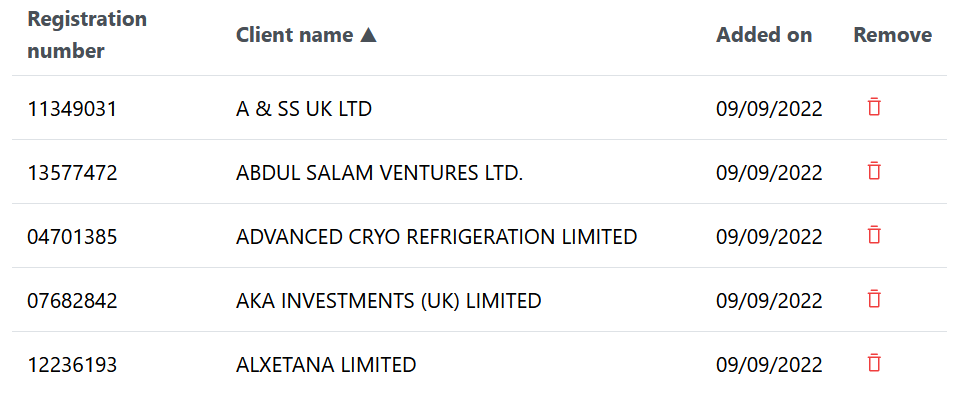 Registration number Client name ▲ Added on Remove
11349031 A & SS UK LTD 09/09/2022
13577472 ABDUL SALAM VENTURES LTD. 09/09/2022
04701385 ADVANCED CRYO REFRIGERATION LIMITED 09/09/2022
07682842 AKA INVESTMENTS (UK) LIMITED 09/09/2022
12236193 ALXETANA LIMITED 09/09/2022